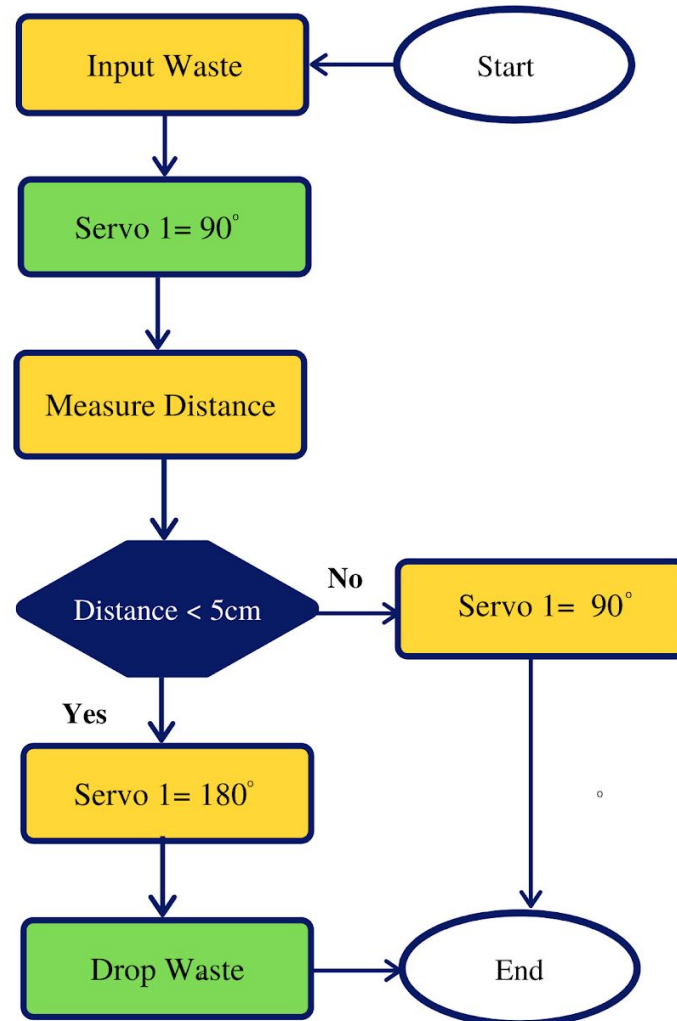 Start
Input Waste
Servo 1= 90°
Measure Distance
Distance < 5cm
No
Servo 1= 90°
Yes
Servo 1= 180°
Drop Waste
End